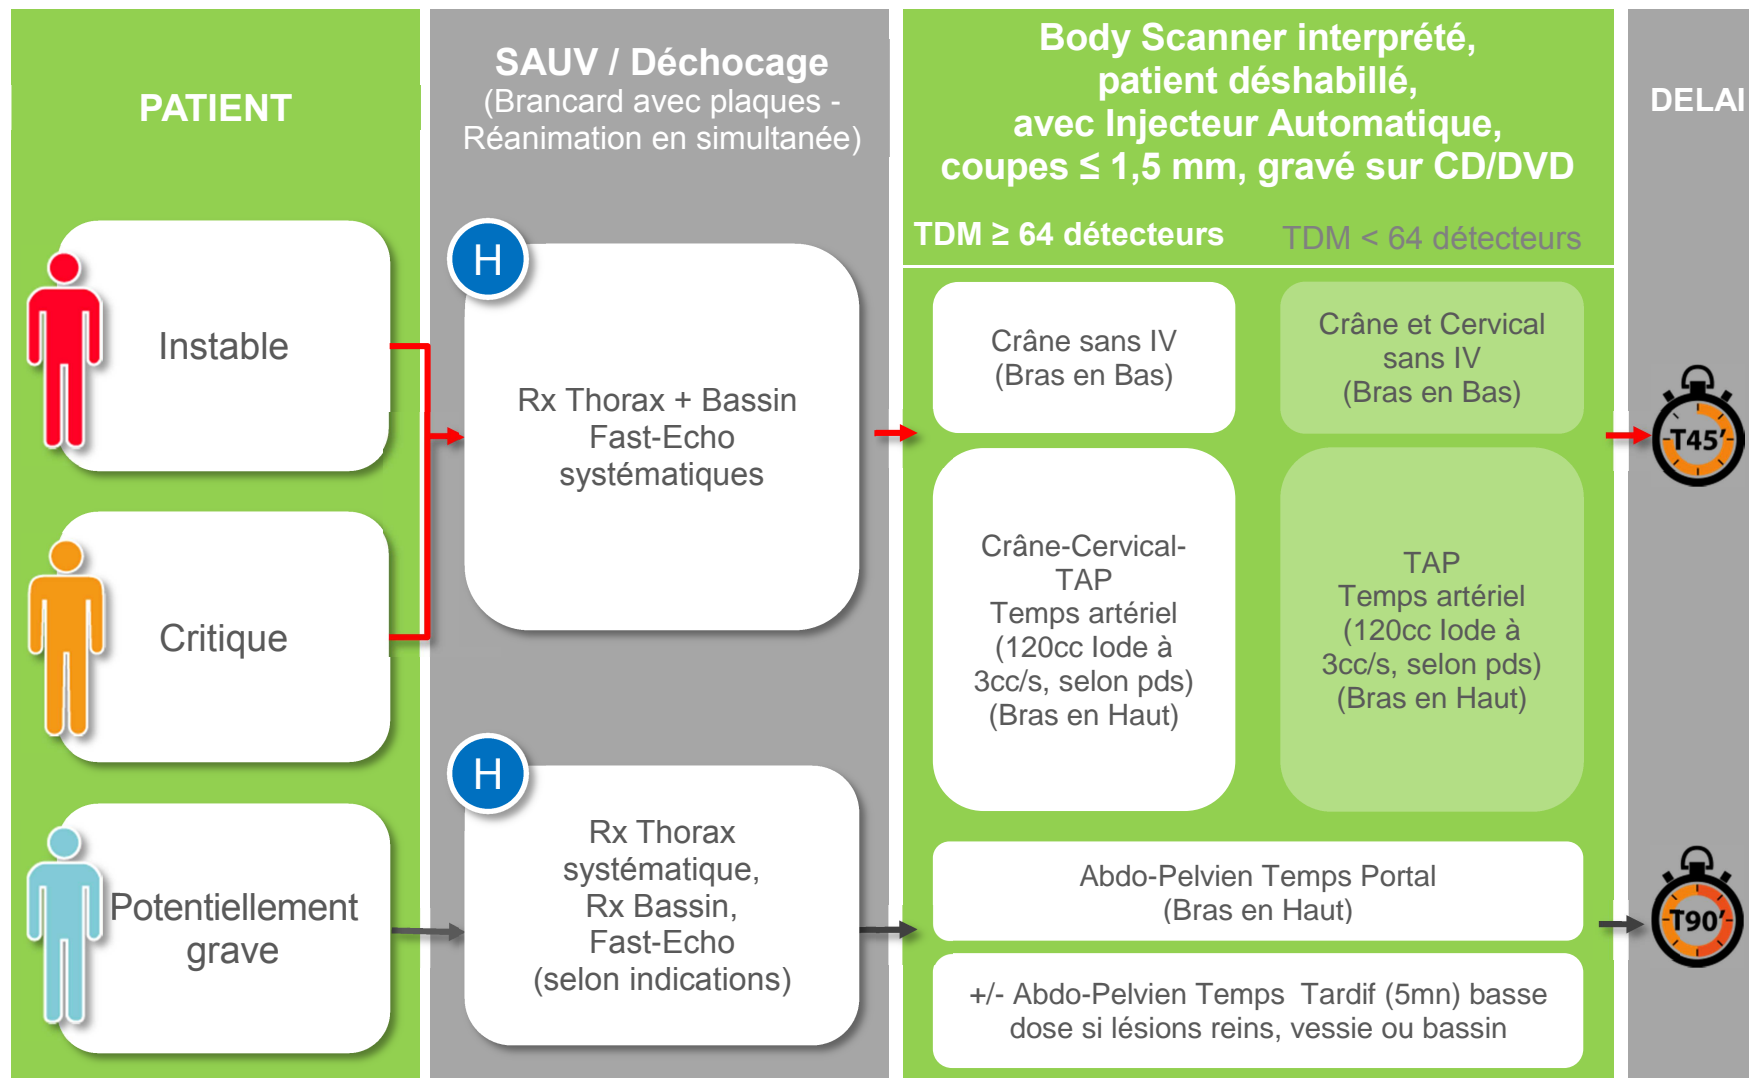 PATIENT
SAUV / Déchocage
(Brancard avec plaques -
Réanimation en simultanée)
Body Scanner interprété,
patient déshabillé,
avec Injecteur Automatique,
coupes ≤ 1,5 mm, gravé sur CD/DVD
DELAI
TDM ≥ 64 détecteurs
TDM < 64 détecteurs
Instable
Critique
Potentiellement
grave
H
Rx Thorax + Bassin
Fast-Echo
systématiques
H
Rx Thorax
systématique,
Rx Bassin,
Fast-Echo
(selon indications)
Crâne sans IV
(Bras en Bas)
Crâne et Cervical
sans IV
(Bras en Bas)
Crâne-Cervical-
TAP
Temps artériel
(120cc Iode à
3cc/s, selon pds)
(Bras en Haut)
TAP
Temps artériel
(120cc Iode à
3cc/s, selon pds)
(Bras en Haut)
Abdo-Pelvien Temps Portal
(Bras en Haut)
+/- Abdo-Pelvien Temps Tardif (5mn) basse
dose si lésions reins, vessie ou bassin
T45'
T90'